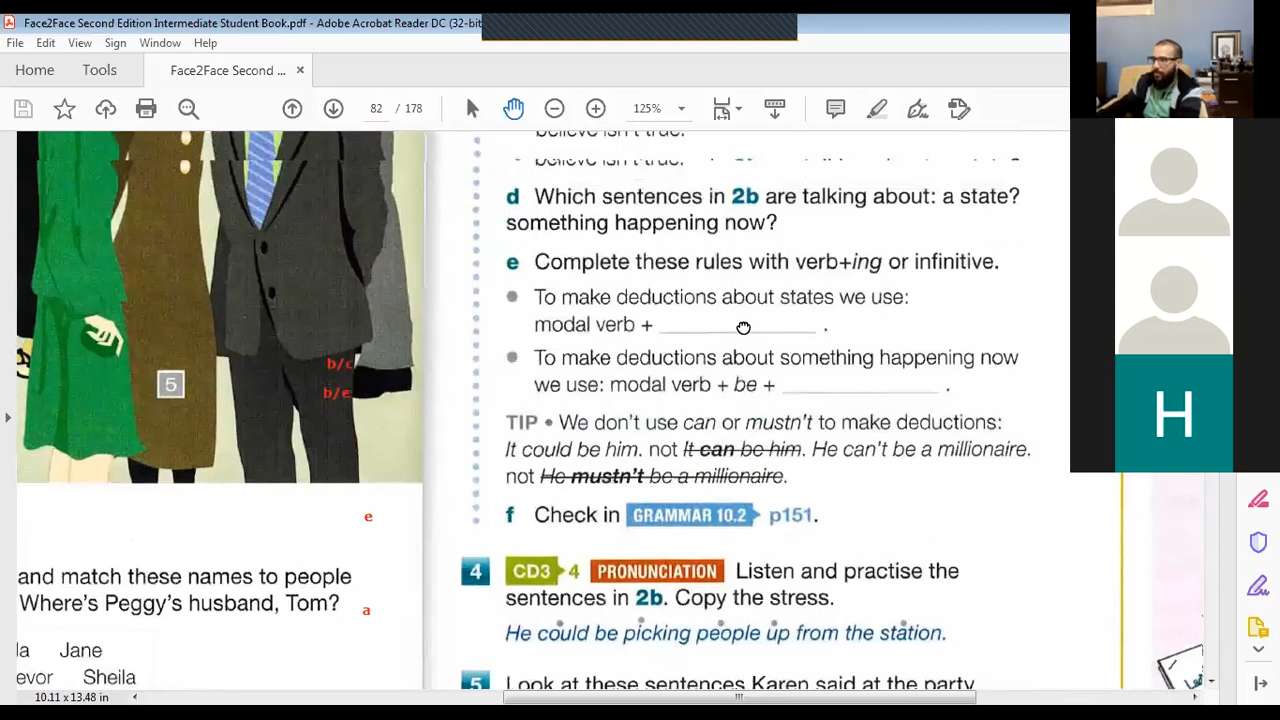 Face2Face Second Edition Intermediate Student Book.pdf - Adobe Acrobat Reader DC (32-bit
File Edit View Sign Window Help
Home Tools Face2Face Second ... ×
82 / 178 125%
believe isn't true.
d Which sentences in 2b are talking about: a state?
something happening now?
e Complete these rules with verb+ing or infinitive.
• To make deductions about states we use:
modal verb + ____________ .
• To make deductions about something happening now
we use: modal verb + be + ____________ .
TIP • We don't use can or mustn't to make deductions:
It could be him. not It can be him. He can't be a millionaire.
not He mustn't be a millionaire.
f Check in GRAMMAR 10.2 p151.
4 CD3 4 PRONUNCIATION Listen and practise the
sentences in 2b. Copy the stress.
He could be picking people up from the station.
5 Look at these sentences Karen said at the party
b/c
5
b/e
e
and match these names to people
Where's Peggy's husband, Tom?
a
la Jane
evor Sheila
10.11 x 13.48 in
H